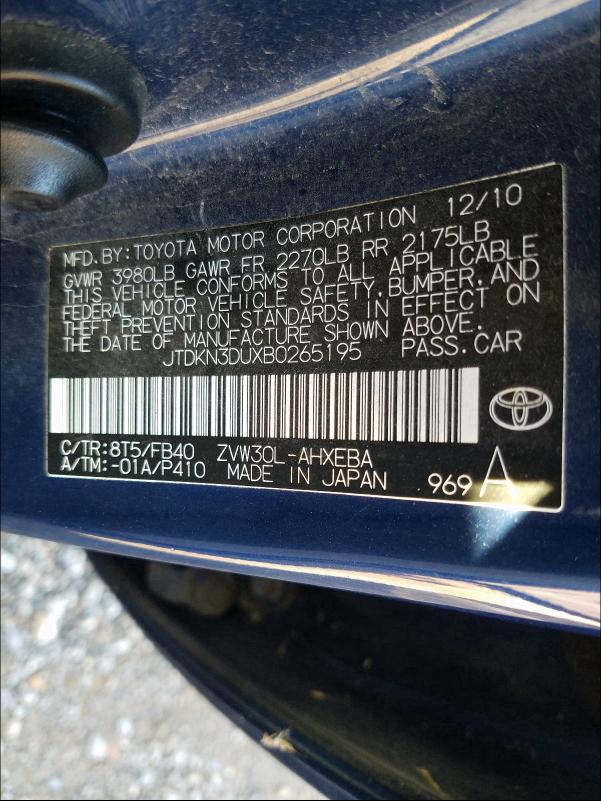 MFD. BY: TOYOTA MOTOR CORPORATION 12/10
GVWR 3980LB GAWR FR 2270LB RR 2175LB
THIS VEHICLE CONFORMS TO ALL APPLICABLE
FEDERAL MOTOR VEHICLE SAFETY, BUMPER, AND
THEFT PREVENTION STANDARDS IN EFFECT ON
THE DATE OF MANUFACTURE SHOWN ABOVE.
JTDKN3DUXB0265195 PASS. CAR
C/TR: 8T5/FB40 ZVW30L-AHXEBA
A/TM: -01A/P410 MADE IN JAPAN 969 A